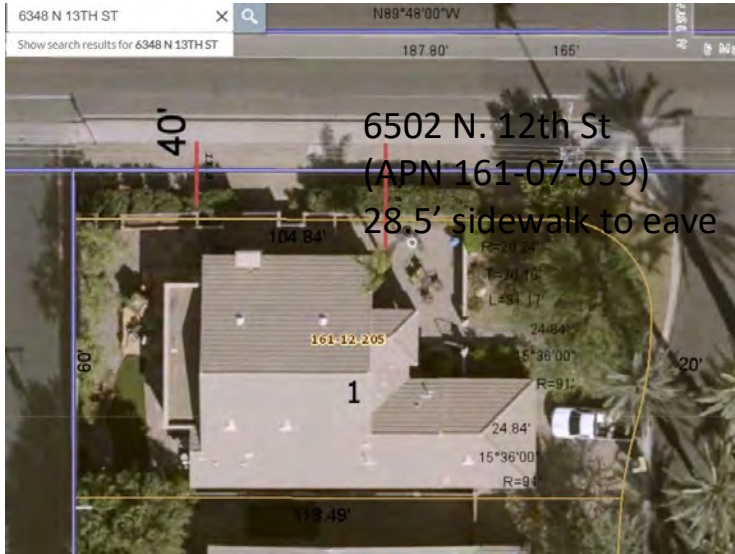 6348 N 13TH ST
Show search results for 6348 N 13TH ST
N89°48'00"W
187.80'
165'
40'
6502 N. 12th St
(APN 161-07-059)
28.5’ sidewalk to eave
104.84'
R=20.24'
L=31.17'
24.84'
15°36'00"
R=91'
161-12-205
60'
20'
1
24.84'
15°36'00"
R=91'
113.49'